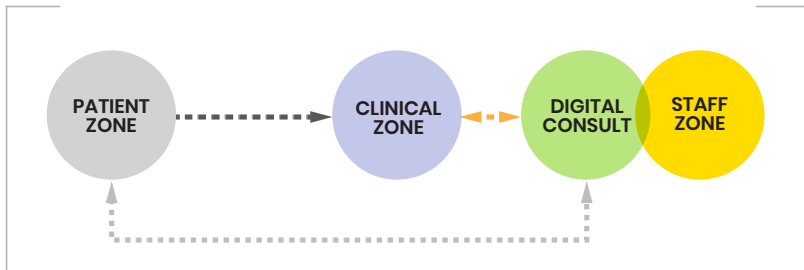 PATIENT
ZONE
CLINICAL
ZONE
DIGITAL
CONSULT
STAFF
ZONE